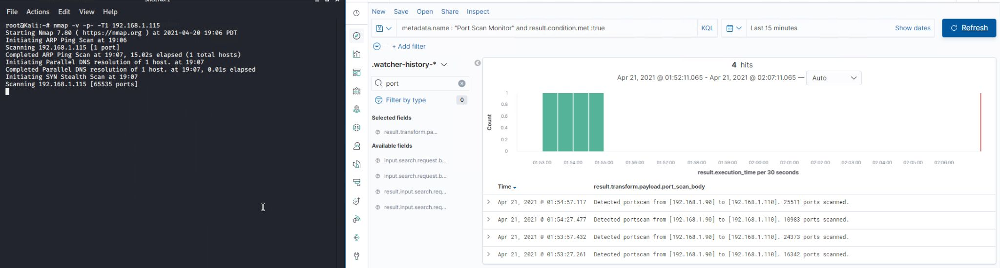 Shell No.1
File Actions Edit View Help
root@Kali:~# nmap -v -p- -T1 192.168.1.115
Starting Nmap 7.80 ( https://nmap.org ) at 2021-04-20 19:06 PDT
Initiating ARP Ping Scan at 19:06
Scanning 192.168.1.115 [1 port]
Completed ARP Ping Scan at 19:07, 15.02s elapsed (1 total hosts)
Initiating Parallel DNS resolution of 1 host. at 19:07
Completed Parallel DNS resolution of 1 host. at 19:07, 0.01s elapsed
Initiating SYN Stealth Scan at 19:07
Scanning 192.168.1.115 [65535 ports]
New Save Open Share Inspect
metadata.name : "Port Scan Monitor" and result.condition.met :true KQL Last 15 minutes Show dates Refresh
+ Add filter
.watcher-history-*
port
Filter by type 0
Selected fields
result.transform.pa...
Available fields
input.search.request.b...
input.search.request.b...
result.input.search.req...
result.input.search.req...
4 hits
Apr 21, 2021 @ 01:52:11.065 - Apr 21, 2021 @ 02:07:11.065 — Auto
Count
1
0.8
0.6
0.4
0.2
0
01:53:00 01:54:00 01:55:00 01:56:00 01:57:00 01:58:00 01:59:00 02:00:00 02:01:00 02:02:00 02:03:00 02:04:00 02:05:00 02:06:00
result.execution_time per 30 seconds
Time result.transform.payload.port_scan_body
Apr 21, 2021 @ 01:54:57.117 Detected portscan from [192.168.1.90] to [192.168.1.110]. 25511 ports scanned.
Apr 21, 2021 @ 01:54:27.477 Detected portscan from [192.168.1.90] to [192.168.1.110]. 10983 ports scanned.
Apr 21, 2021 @ 01:53:57.432 Detected portscan from [192.168.1.90] to [192.168.1.110]. 24373 ports scanned.
Apr 21, 2021 @ 01:53:27.261 Detected portscan from [192.168.1.90] to [192.168.1.110]. 16342 ports scanned.